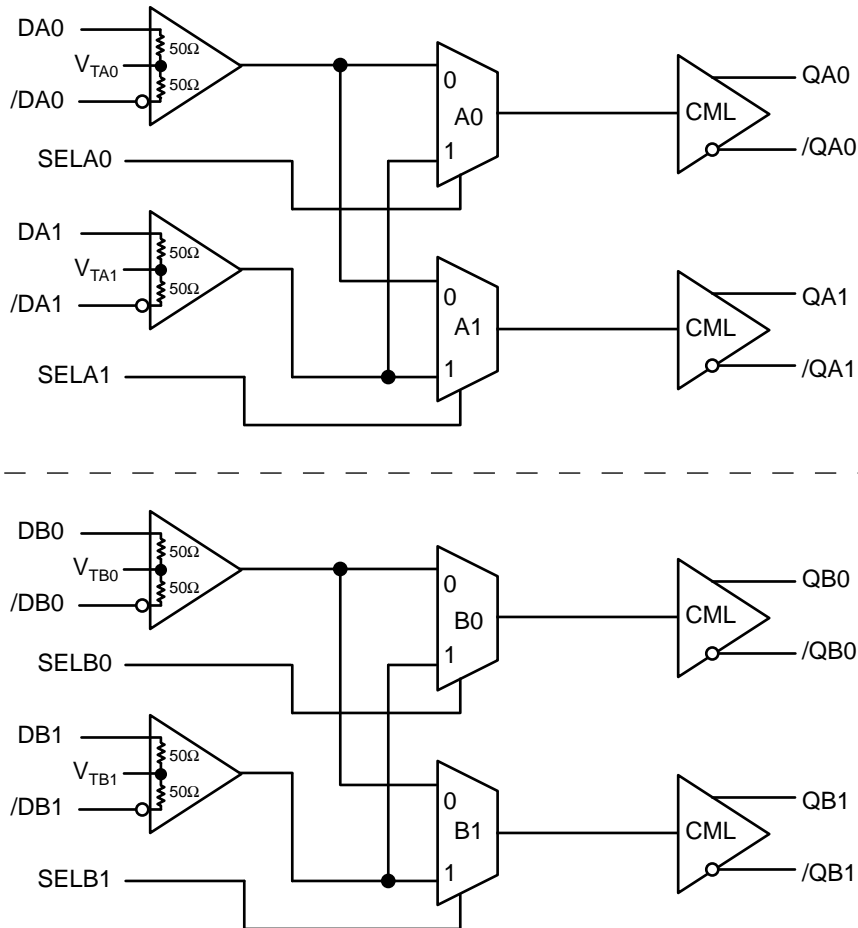 DA0
50Ω
VTA0
50Ω
/DA0
0
A0
1
CML
QA0
/QA0
SELA0
DA1
50Ω
VTA1
50Ω
/DA1
0
A1
1
CML
QA1
/QA1
SELA1
DB0
50Ω
VTB0
50Ω
/DB0
0
B0
1
CML
QB0
/QB0
SELB0
DB1
50Ω
VTB1
50Ω
/DB1
0
B1
1
CML
QB1
/QB1
SELB1